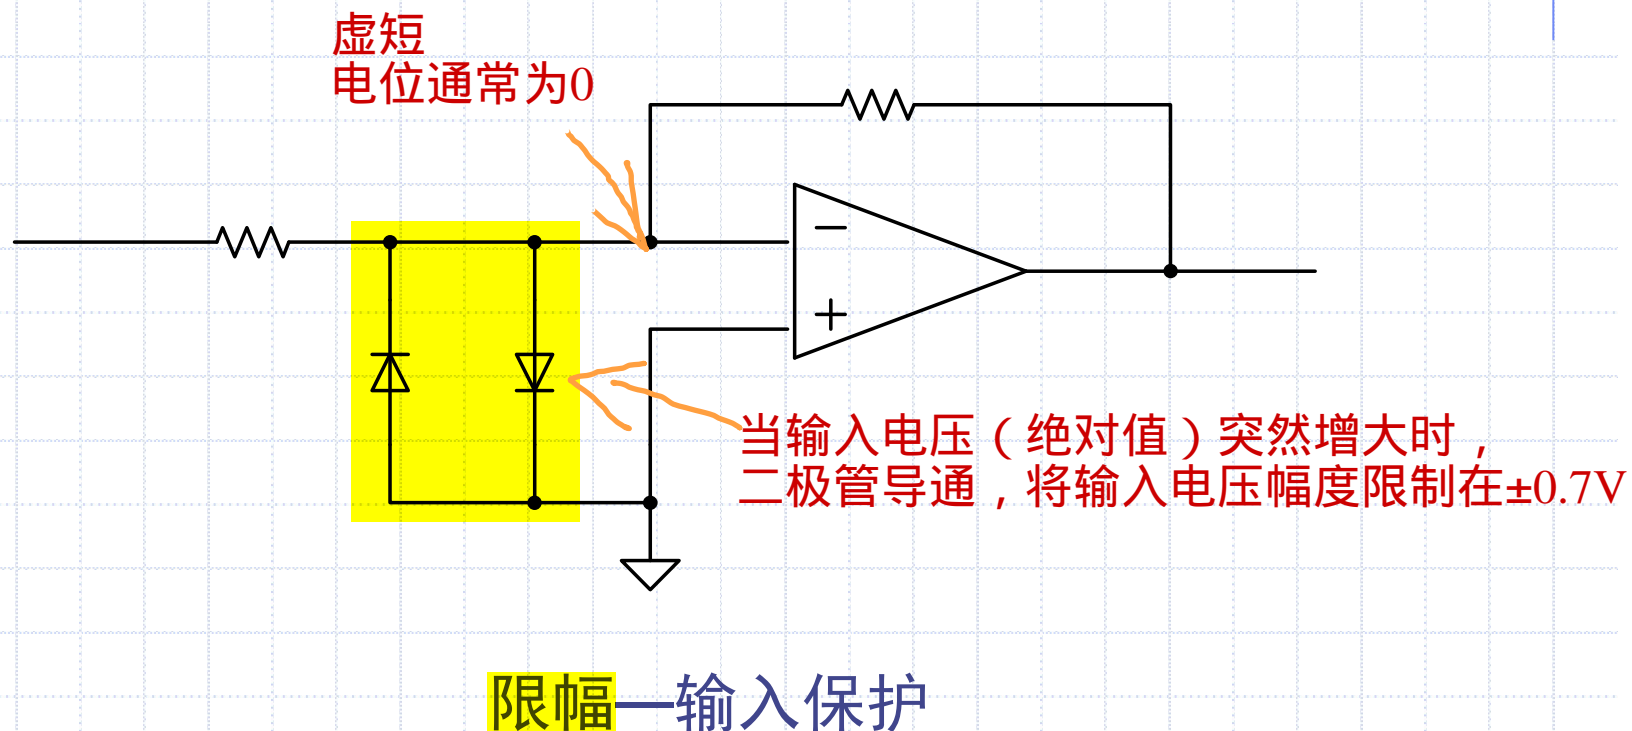 虚短
电位通常为0
−
+
当输入电压（绝对值）突然增大时，
二极管导通，将输入电压幅度限制在±0.7V
限幅—输入保护